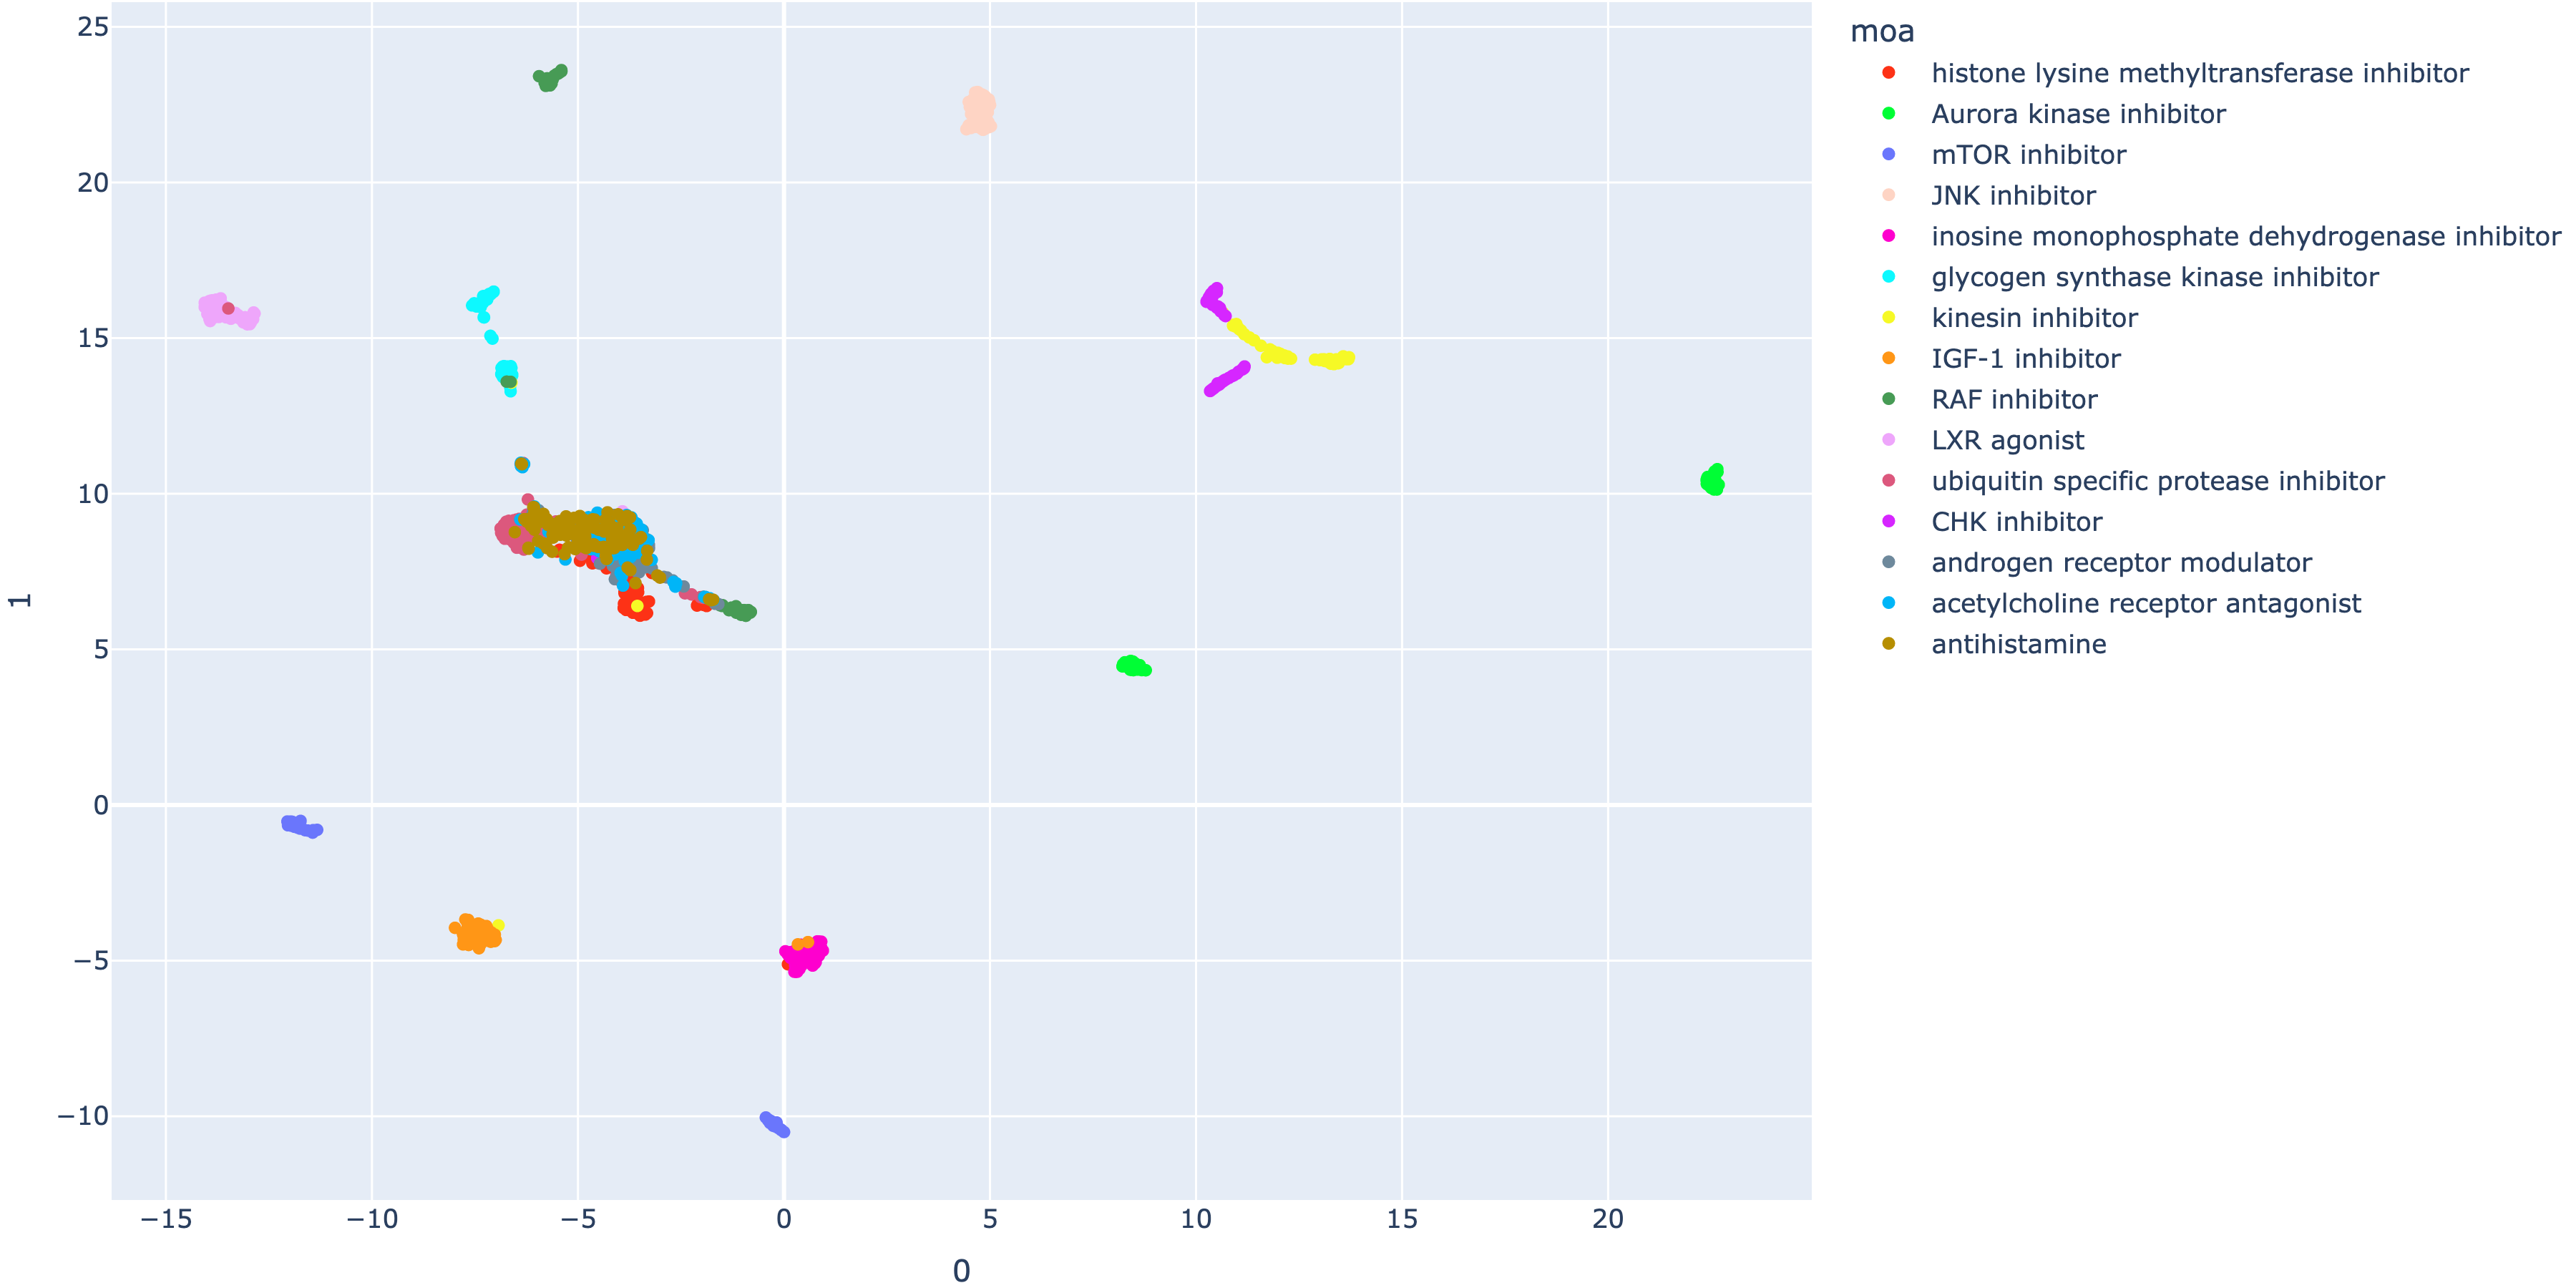 25
20
15
10
5
0
−5
−10
1
−15
−10
−5
0
5
10
15
20
0
moa
histone lysine methyltransferase inhibitor
Aurora kinase inhibitor
mTOR inhibitor
JNK inhibitor
inosine monophosphate dehydrogenase inhibitor
glycogen synthase kinase inhibitor
kinesin inhibitor
IGF-1 inhibitor
RAF inhibitor
LXR agonist
ubiquitin specific protease inhibitor
CHK inhibitor
androgen receptor modulator
acetylcholine receptor antagonist
antihistamine